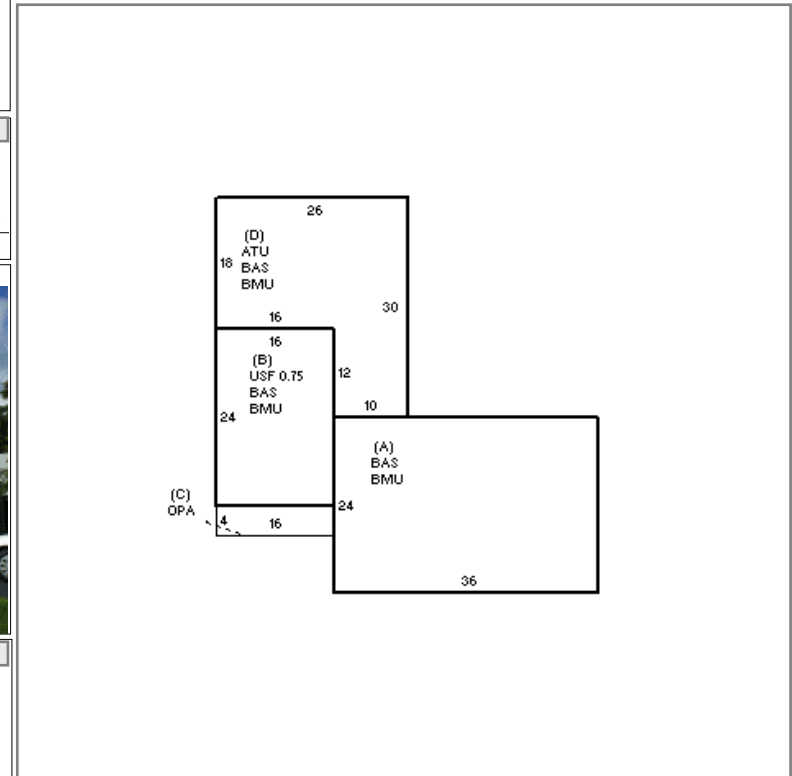 26
(D)
ATU
18
BAS
BMU
30
16
16
(B)
USF 0.75
12
BAS
10
BMU
24
(A)
BAS
BMU
(C)
24
OPA
4
16
36